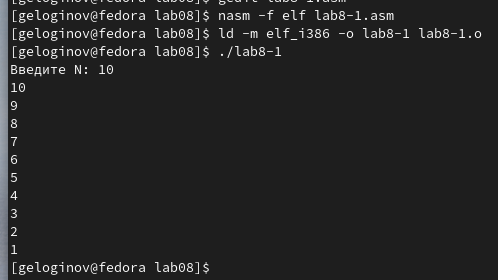 [geloginov@fedora lab08]$ gedit lab8-1.asm
[geloginov@fedora lab08]$ nasm -f elf lab8-1.asm
[geloginov@fedora lab08]$ ld -m elf_i386 -o lab8-1 lab8-1.o
[geloginov@fedora lab08]$ ./lab8-1
Введите N: 10
10
9
8
7
6
5
4
3
2
1
[geloginov@fedora lab08]$